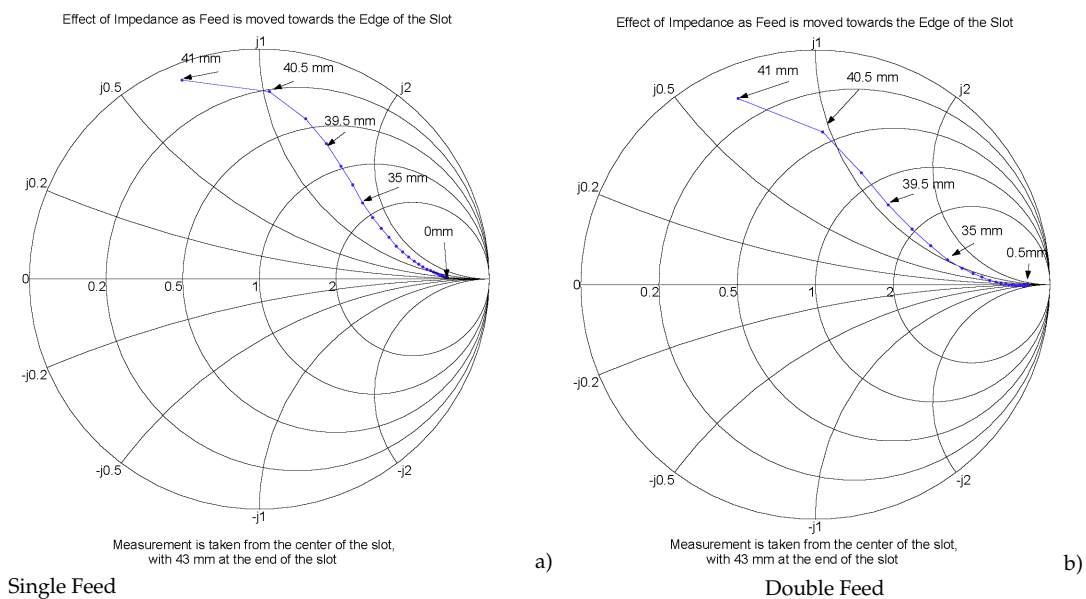 Effect of Impedance as Feed is moved towards the Edge of the Slot
j1
41 mm
40.5 mm
j0.5
j2
39.5 mm
j0.2
35 mm
0mm
0
0.2
0.5
1
2
-j0.2
-j0.5
-j2
-j1
Measurement is taken from the center of the slot,
with 43 mm at the end of the slot
a)
Single Feed
Effect of Impedance as Feed is moved towards the Edge of the Slot
j1
41 mm
40.5 mm
j0.5
j2
j0.2
39.5 mm
35 mm
0.5mm
0
0.2
0.5
1
2
-j0.2
-j0.5
-j2
-j1
Measurement is taken from the center of the slot,
with 43 mm at the end of the slot
b)
Double Feed